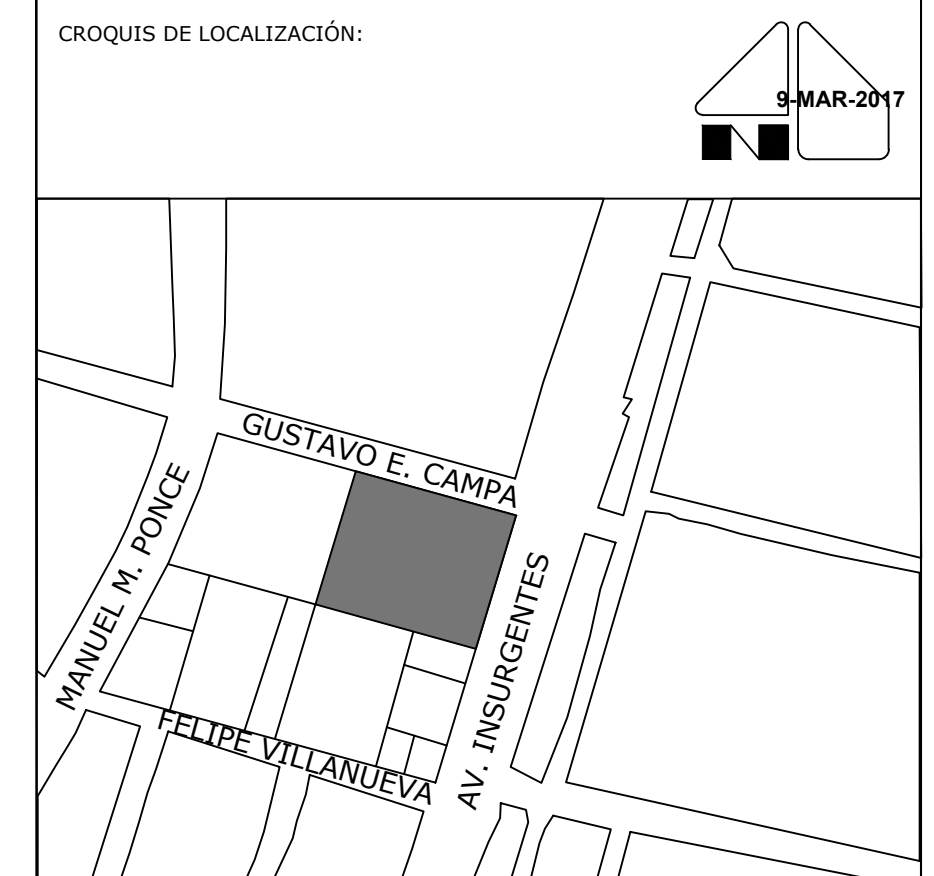 CROQUIS DE LOCALIZACIÓN:
9-MAR-2017
N
GUSTAVO E. CAMPA
MANUEL M. PONCE
AV. INSURGENTES
FELIPE VILLANUEVA